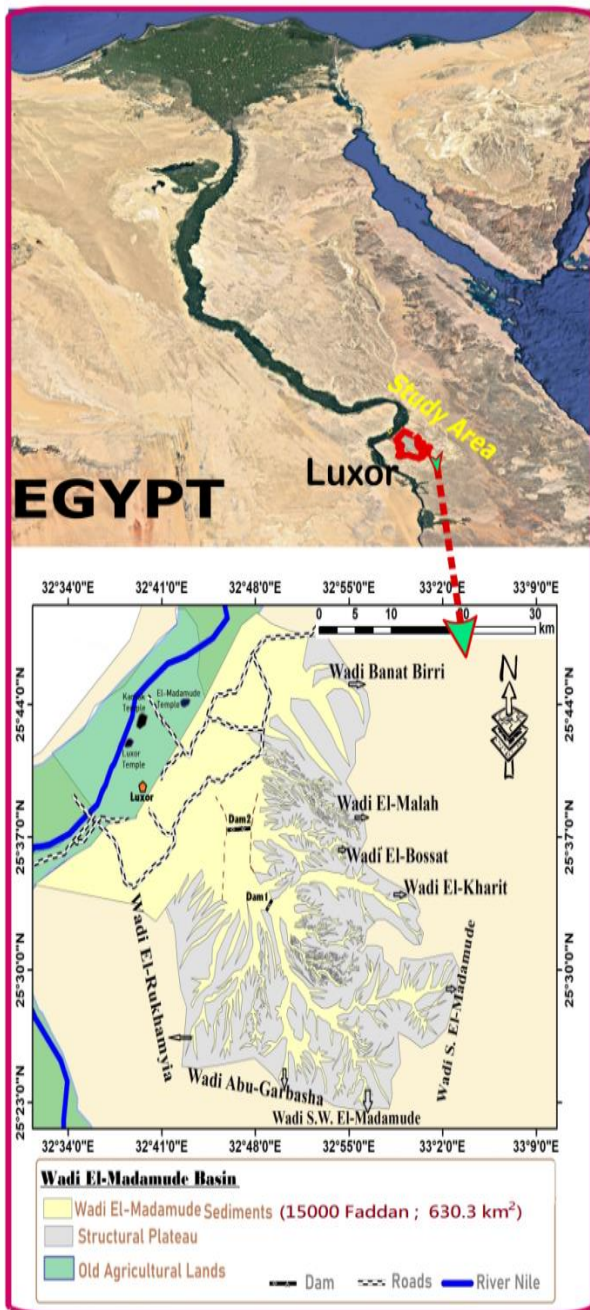 Study Area
Luxor
EGYPT
32°34'0"E 32°41'0"E 32°48'0"E 32°55'0"E 33°2'0"E 33°9'0"E
0 5 10 20 30
km
Wadi Banat Birri
N
25°44'0"N 25°44'0"N
Karnak Temple
El-Madamude Temple
Luxor Temple
Luxor
Wadi El-Malah
Dam2
25°37'0"N 25°37'0"N
Wadi El-Bossat
Wadi El-Kharit
Dam1
Wadi El-Rukhamyia
Wadi S. El-Madamude
25°30'0"N 25°30'0"N
Wadi Abu-Garbasha
Wadi S.W. El-Madamude
25°23'0"N 25°23'0"N
32°34'0"E 32°41'0"E 32°48'0"E 32°55'0"E 33°2'0"E 33°9'0"E
Wadi El-Madamude Basin
Wadi El-Madamude Sediments (15000 Faddan ; 630.3 km²)
Structural Plateau
Old Agricultural Lands Dam Roads River Nile